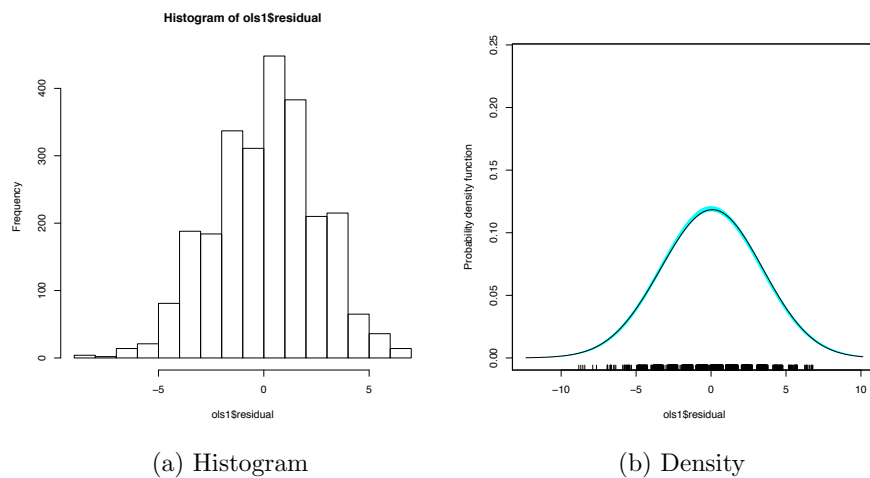 Histogram of ols1$residual
Frequency
0
100
200
300
400
−5
0
5
ols1$residual
(a) Histogram
Probability density function
0.00
0.05
0.10
0.15
0.20
0.25
−10
−5
0
5
10
ols1$residual
(b) Density